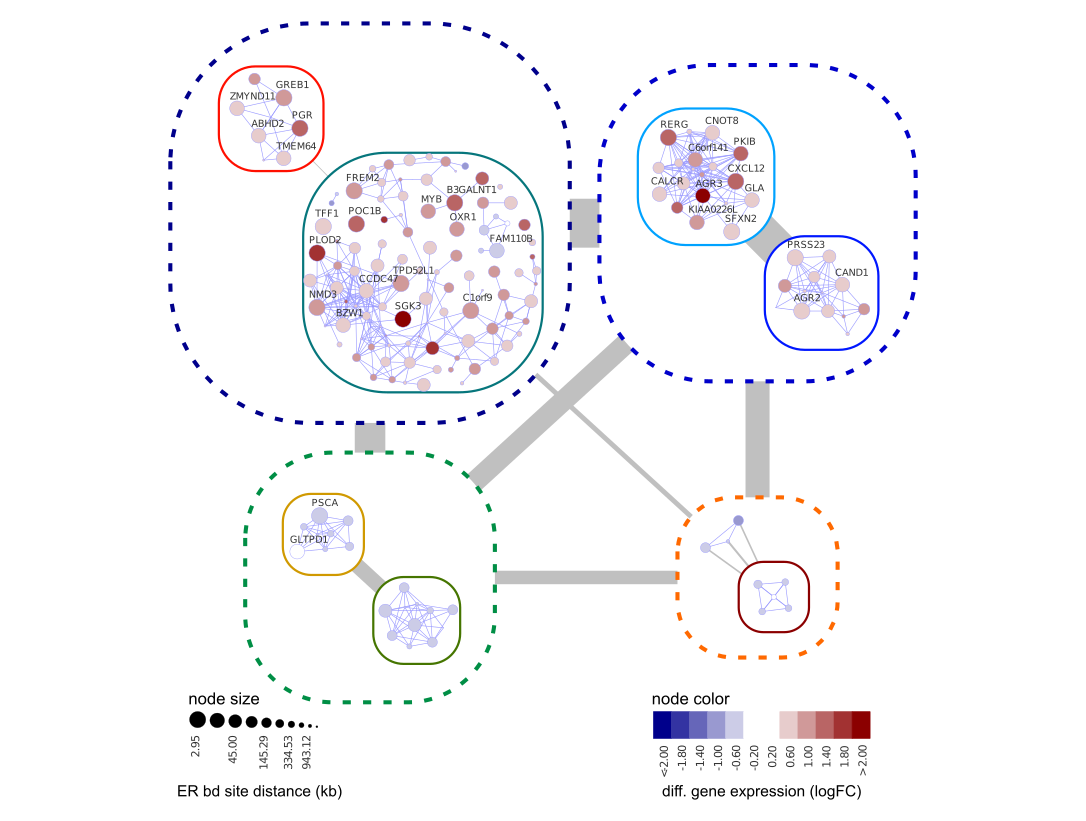 GREB1
ZMYND11
PGR
ABHD2
TMEM64
FREM2
B3GALNT1
MYB
TFF1
POC1B
OXR1
PLOD2
FAM110B
TPD52L1
CCDC47
NMD3
C1orf9
SGK3
BZW1
RERG
CNOT8
C6orf141
PKIB
CXCL12
CALCR
AGR3
GLA
KIAA0226L
SFXN2
PRSS23
CAND1
AGR2
PSCA
GLTPD1
node size
2.95
45.00
145.29
334.53
943.12
ER bd site distance (kb)
node color
<-2.00
-1.80
-1.40
-1.00
-0.60
-0.20
0.20
0.60
1.00
1.40
1.80
>2.00
diff. gene expression (logFC)